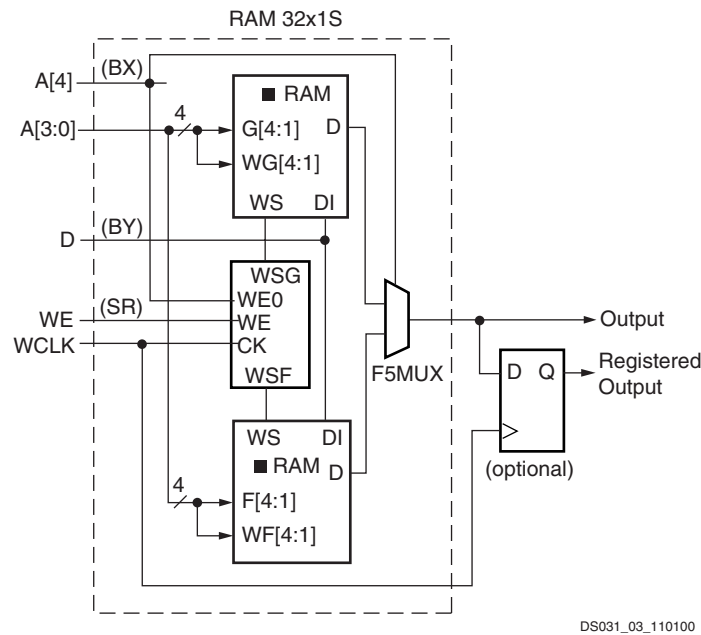 RAM 32x1S
A[4]
(BX)
RAM
A[3:0]
4
G[4:1]
D
WG[4:1]
WS
DI
D
(BY)
WSG
WE0
WE
(SR)
WE
WCLK
CK
WSF
F5MUX
Output
D
Q
Registered
Output
(optional)
WS
DI
RAM
D
4
F[4:1]
WF[4:1]
DS031_03_110100